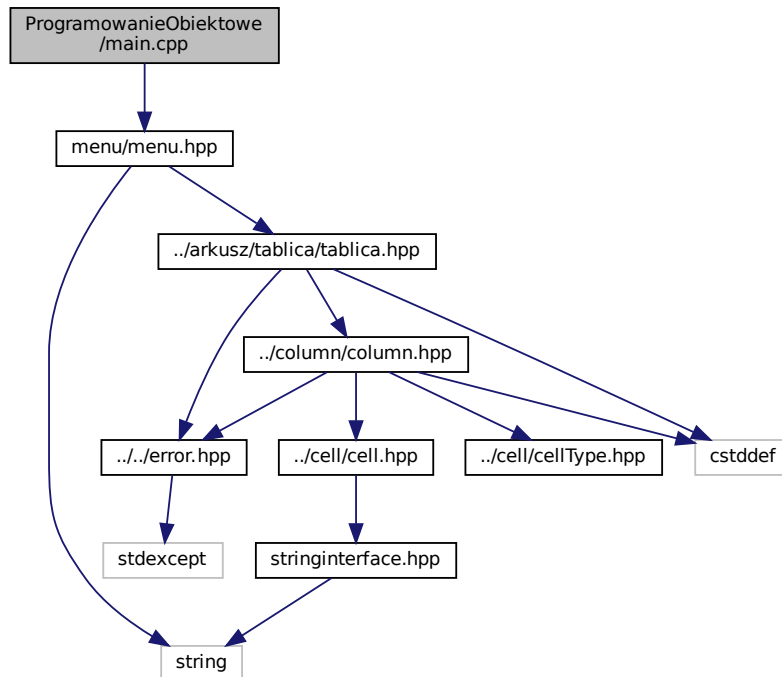 ProgramowanieObiektowe
/main.cpp
menu/menu.hpp
../arkusz/tablica/tablica.hpp
../column/column.hpp
../../error.hpp
../cell/cell.hpp
../cell/cellType.hpp
cstddef
stdexcept
stringinterface.hpp
string